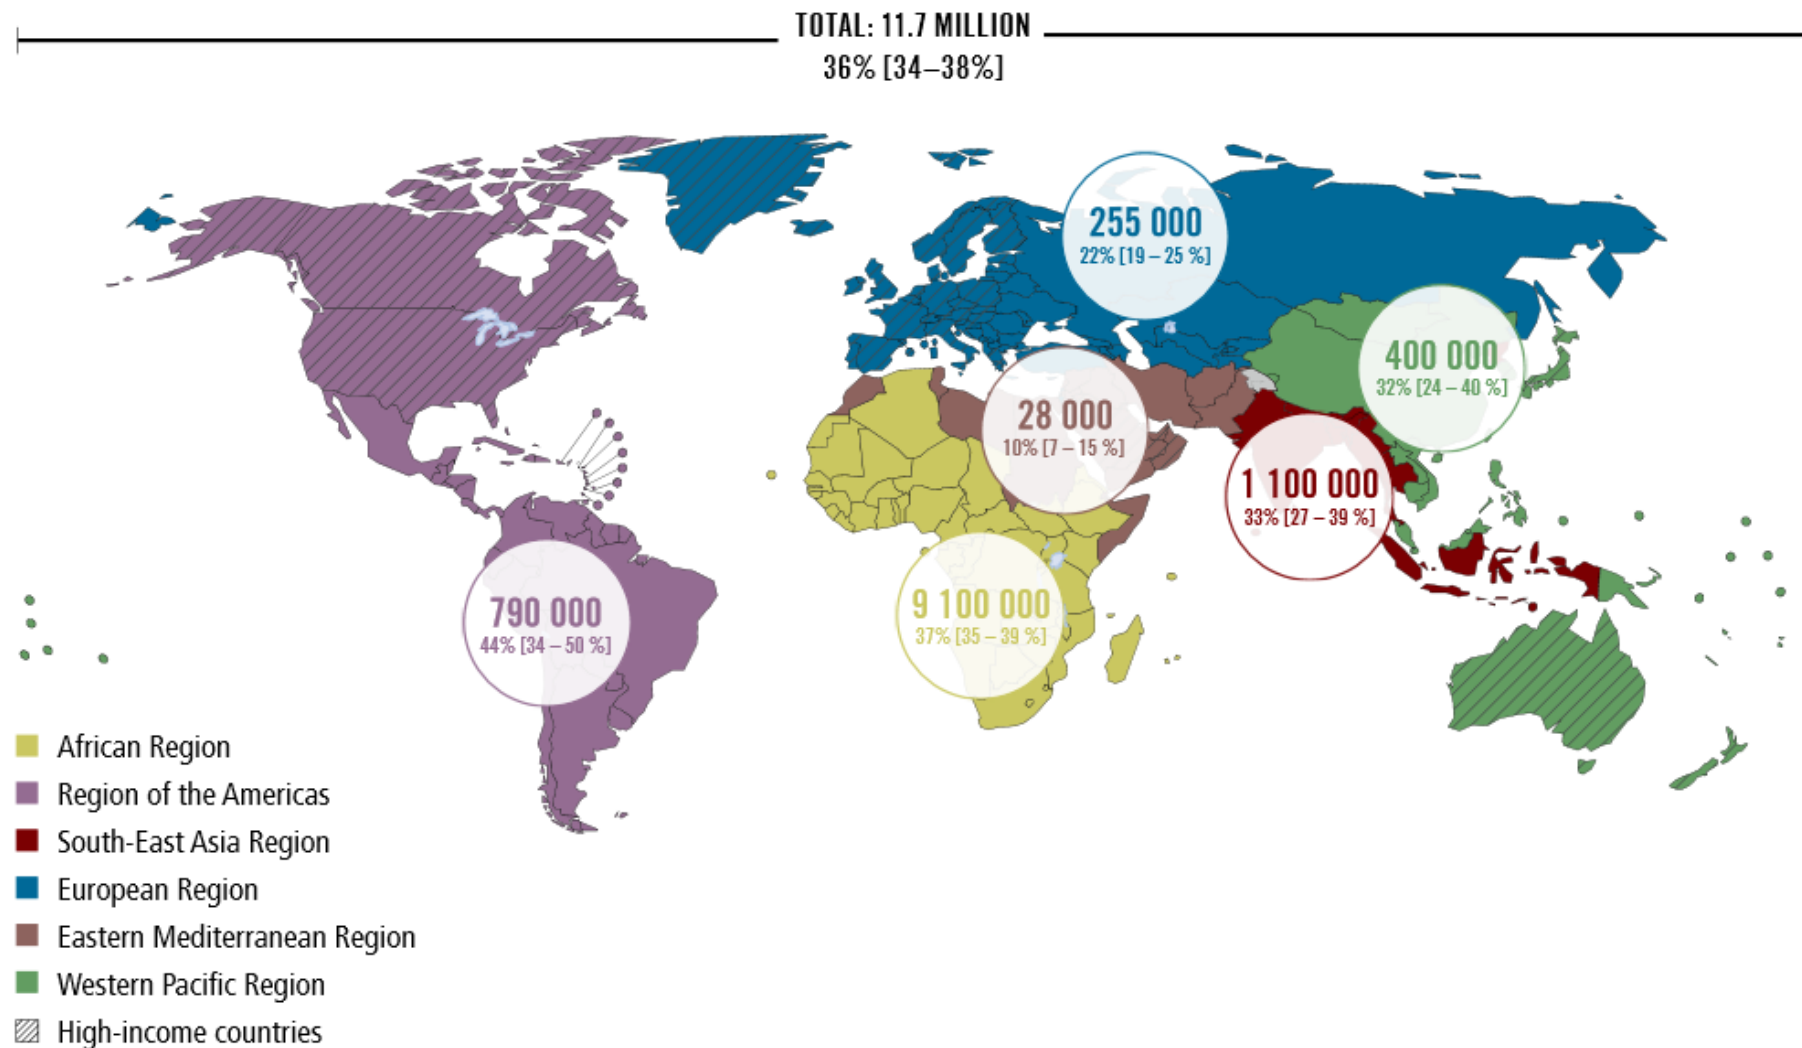 TOTAL: 11.7 MILLION
36% [34–38%]
255 000
22% [19 – 25 %]
400 000
32% [24 – 40 %]
28 000
10% [7 – 15 %]
1 100 000
33% [27 – 39 %]
790 000
44% [34 – 50 %]
9 100 000
37% [35 – 39 %]
African Region
Region of the Americas
South-East Asia Region
European Region
Eastern Mediterranean Region
Western Pacific Region
High-income countries